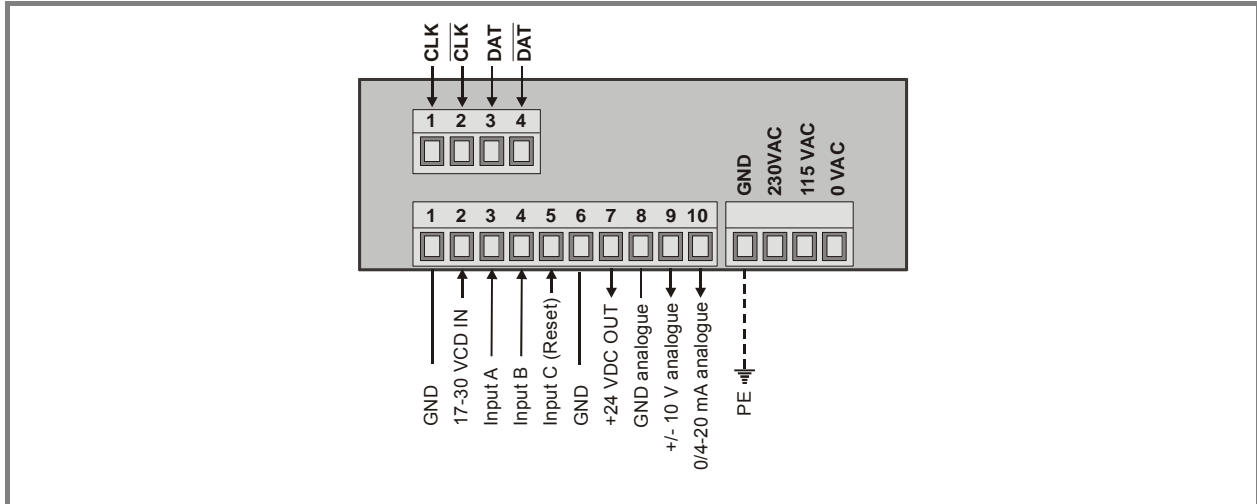 CLK
C̅L̅K̅
DAT
D̅A̅T̅
1 2 3 4
GND
230VAC
115 VAC
0 VAC
1 2 3 4 5 6 7 8 9 10
GND
17-30 VCD IN
Input A
Input B
Input C (Reset)
GND
+24 VDC OUT
GND analogue
+/- 10 V analogue
0/4-20 mA analogue
PE